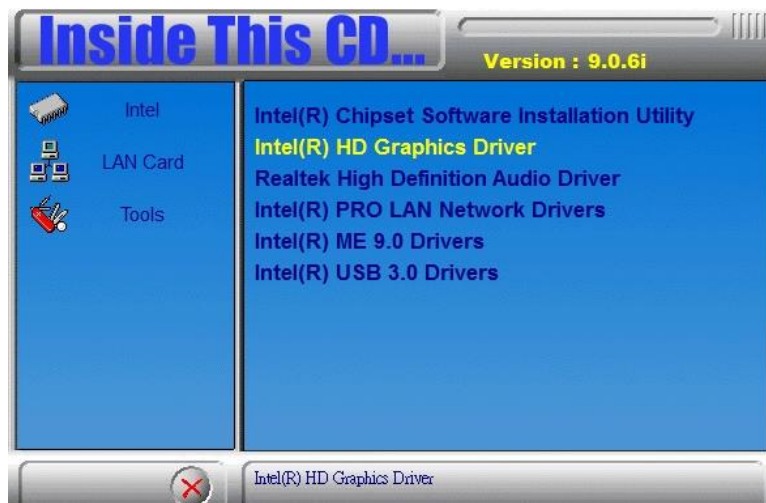 Inside This CD...
Version : 9.0.6i
Intel
LAN Card
Tools
Intel(R) Chipset Software Installation Utility
Intel(R) HD Graphics Driver
Realtek High Definition Audio Driver
Intel(R) PRO LAN Network Drivers
Intel(R) ME 9.0 Drivers
Intel(R) USB 3.0 Drivers
Intel(R) HD Graphics Driver